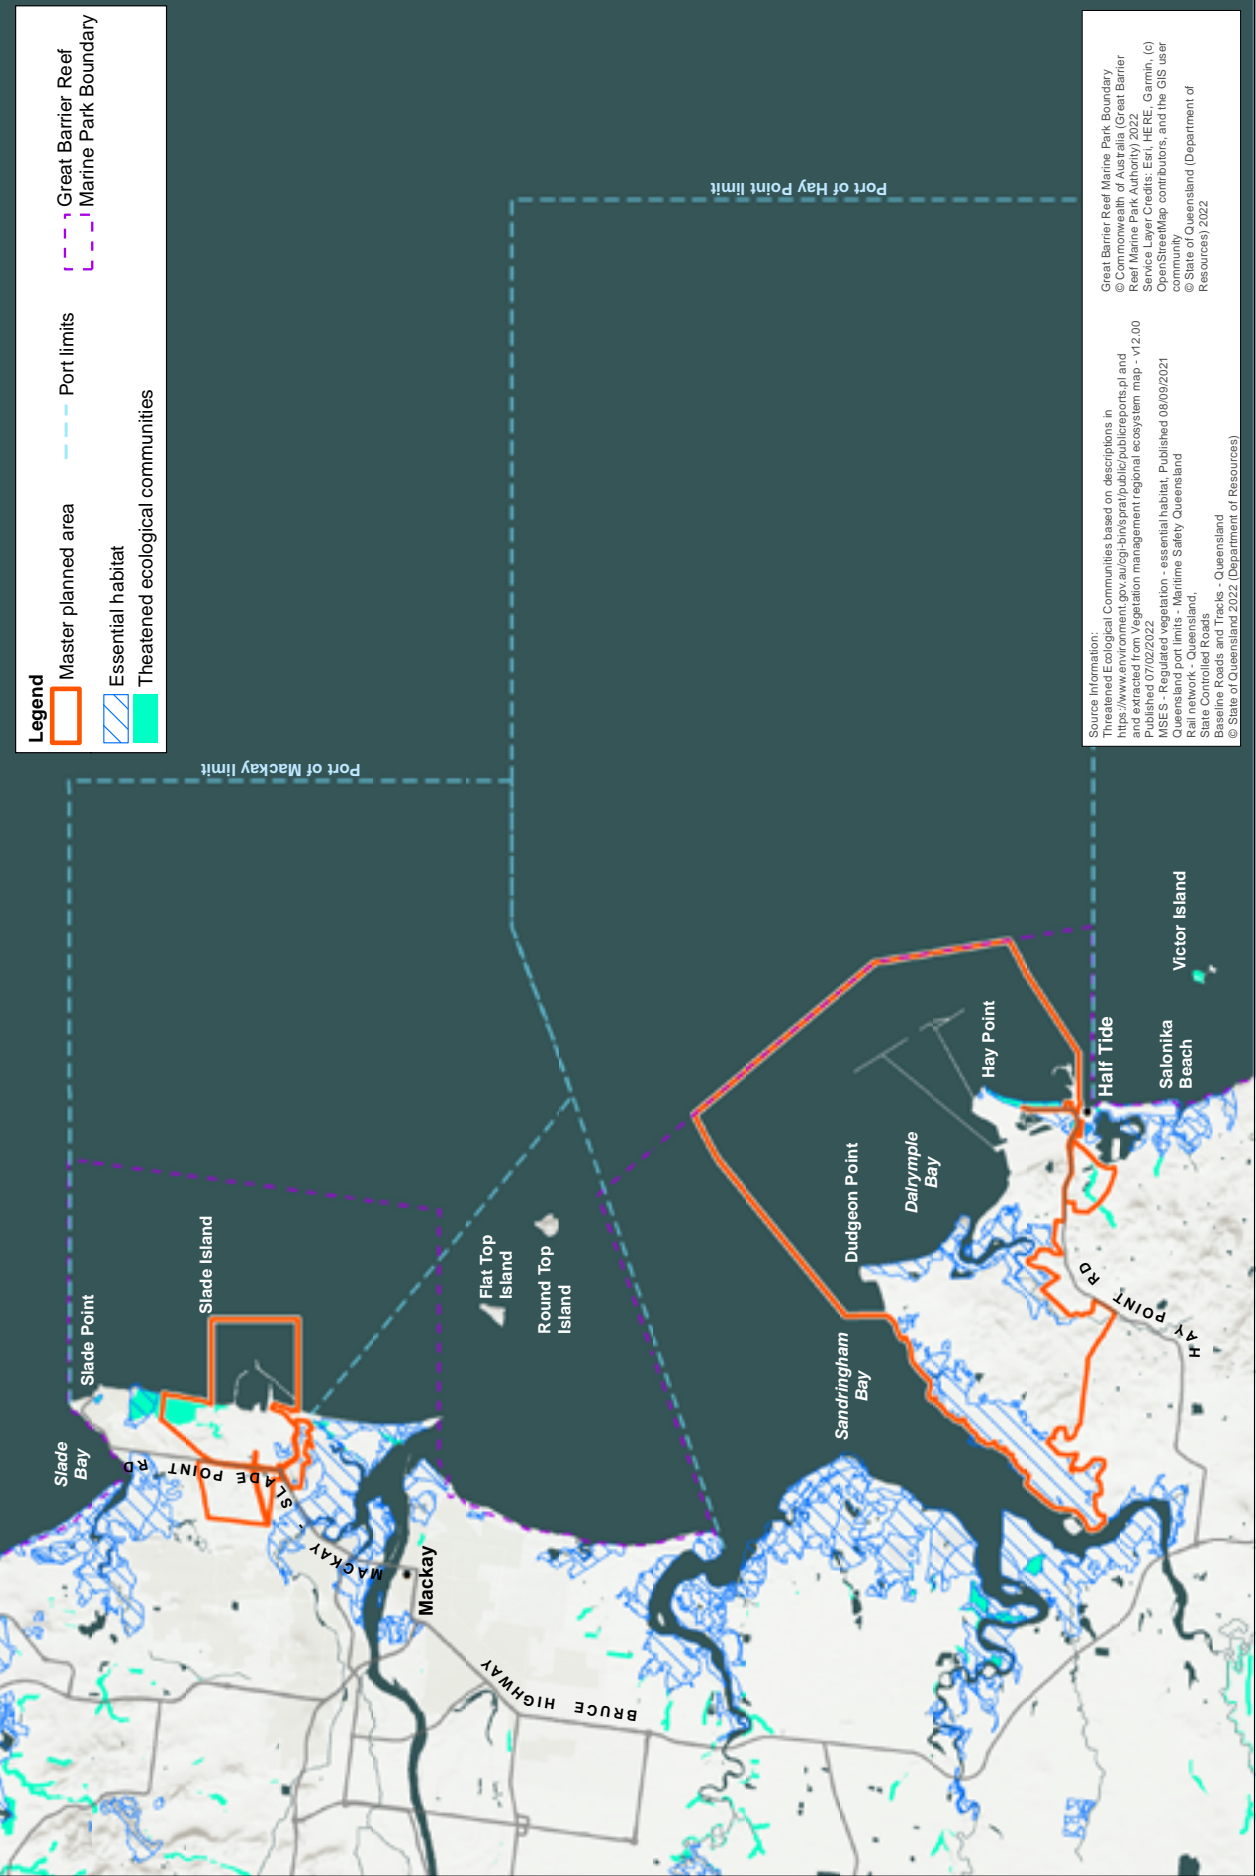 Legend
Master planned area
Port limits
Great Barrier Reef
Marine Park Boundary
Essential habitat
Theatened ecological communities
Port of Mackay limit
Port of Hay Point limit
Slade Point
Slade Island
Slade
Bay
SLADE POINT RD
MACKAY -
Mackay
BRUCE HIGHWAY
Flat Top
Island
Round Top
Island
Sandringham
Bay
Dudgeon Point
Dalrymple
Bay
Hay Point
Half Tide
Salonika
Beach
Victor Island
HAY POINT RD
Source Information:
Threatened Ecological Communities based on descriptions in
https://www.environment.gov.au/cgi-bin/sprat/public/publicreports.pl and
and extracted from Vegetation management regional ecosystem map - v12.00
Published 07/02/2022
MSES - Regulated vegetation - essential habitat, Published 08/09/2021
Queensland port limits - Maritime Safety Queensland
Rail network - Queensland,
State Controlled Roads
Baseline Roads and Tracks - Queensland
© State of Queensland 2022 (Department of Resources)
Great Barrier Reef Marine Park Boundary
© Commonwealth of Australia (Great Barrier
Reef Marine Park Authority) 2022
Service Layer Credits: Esri, HERE, Garmin, (c)
OpenStreetMap contributors, and the GIS user
community
© State of Queensland (Department of
Resources) 2022